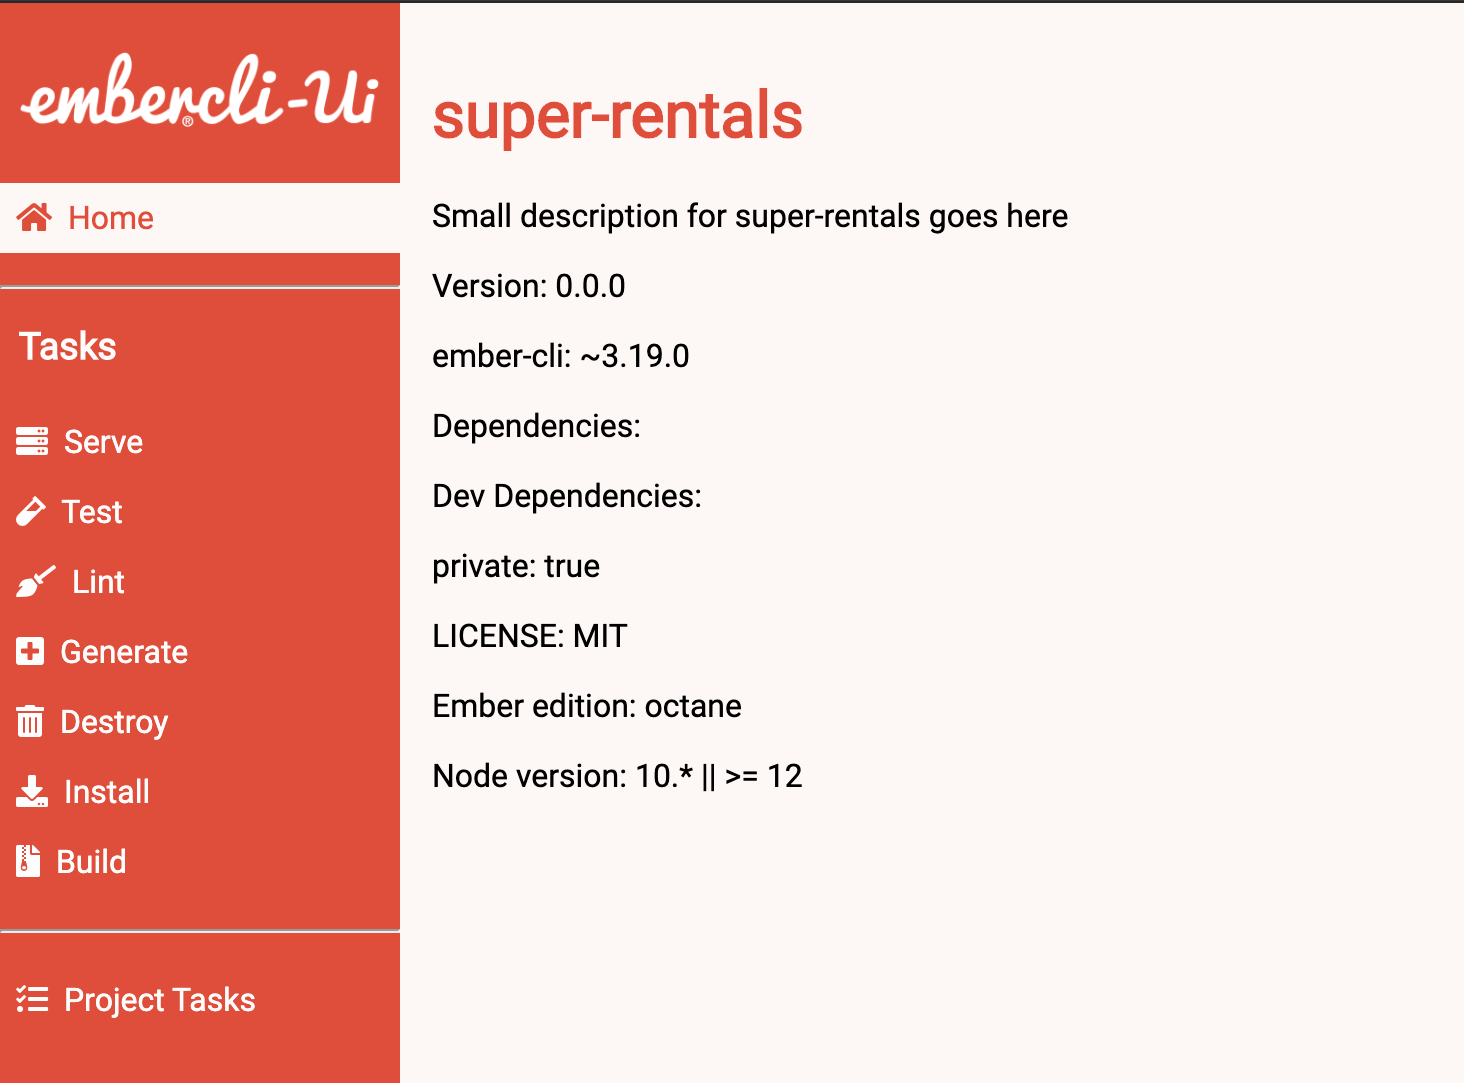 embercli-Ui
®
Home
Tasks
Serve
Test
Lint
Generate
Destroy
Install
Build
Project Tasks
super-rentals
Small description for super-rentals goes here
Version: 0.0.0
ember-cli: ~3.19.0
Dependencies:
Dev Dependencies:
private: true
LICENSE: MIT
Ember edition: octane
Node version: 10.* || >= 12